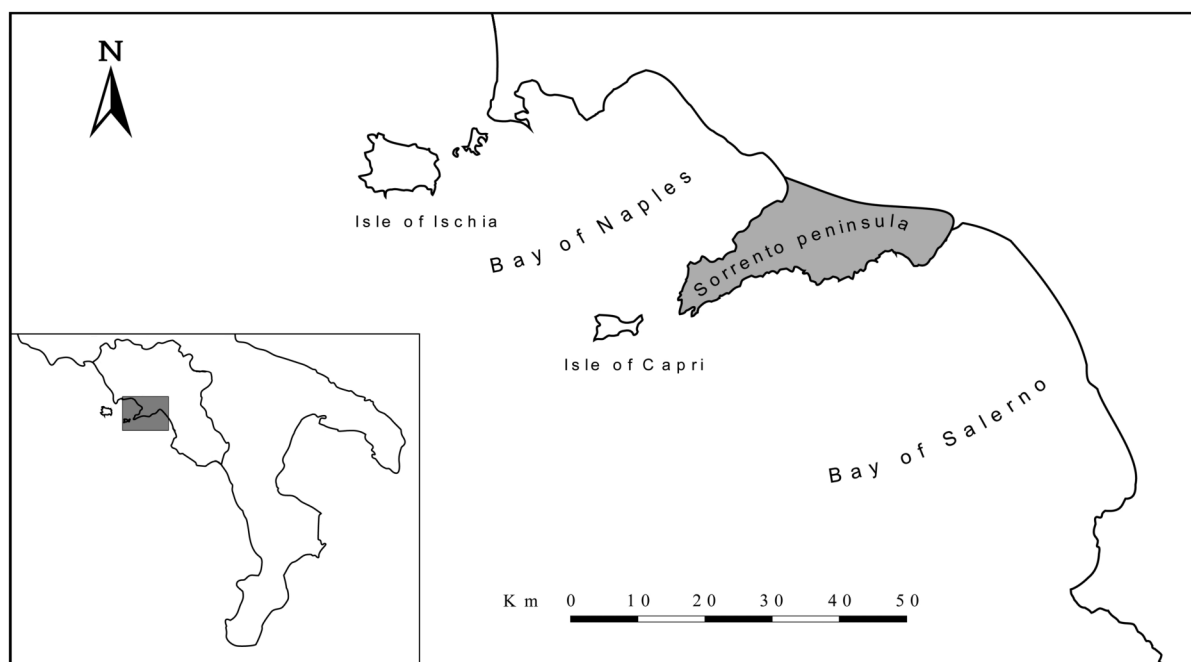 N
Isle of Ischia
Bay of Naples
Sorrento peninsula
Isle of Capri
Bay of Salerno
Km 0 10 20 30 40 50